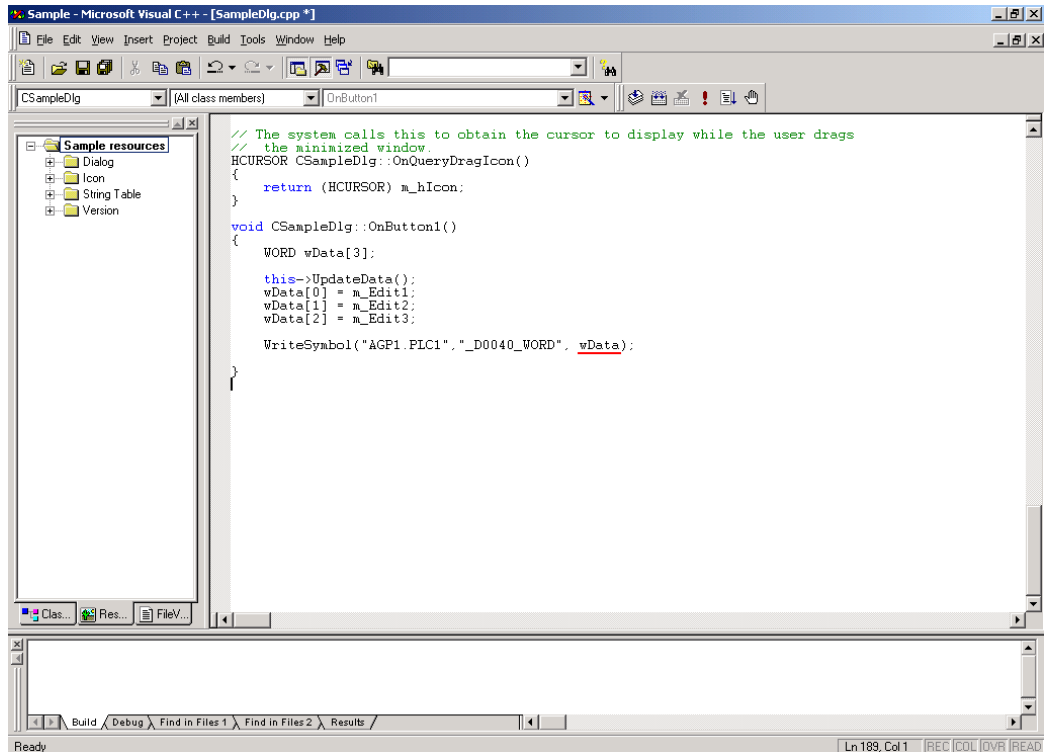 Sample - Microsoft Visual C++ - [SampleDlg.cpp *]
File Edit View Insert Project Build Tools Window Help
CSampleDlg (All class members) OnButton1
Sample resources
Dialog
Icon
String Table
Version
// The system calls this to obtain the cursor to display while the user drags
//  the minimized window.
HCURSOR CSampleDlg::OnQueryDragIcon()
{
    return (HCURSOR) m_hIcon;
}
void CSampleDlg::OnButton1()
{
    WORD wData[3];
    this->UpdateData();
    wData[0] = m_Edit1;
    wData[1] = m_Edit2;
    wData[2] = m_Edit3;
    WriteSymbol("AGP1.PLC1","_D0040_WORD", wData);
}
Clas... Res... FileV...
Build Debug Find in Files 1 Find in Files 2 Results
Ready Ln 189, Col 1 REC COL OVR READ